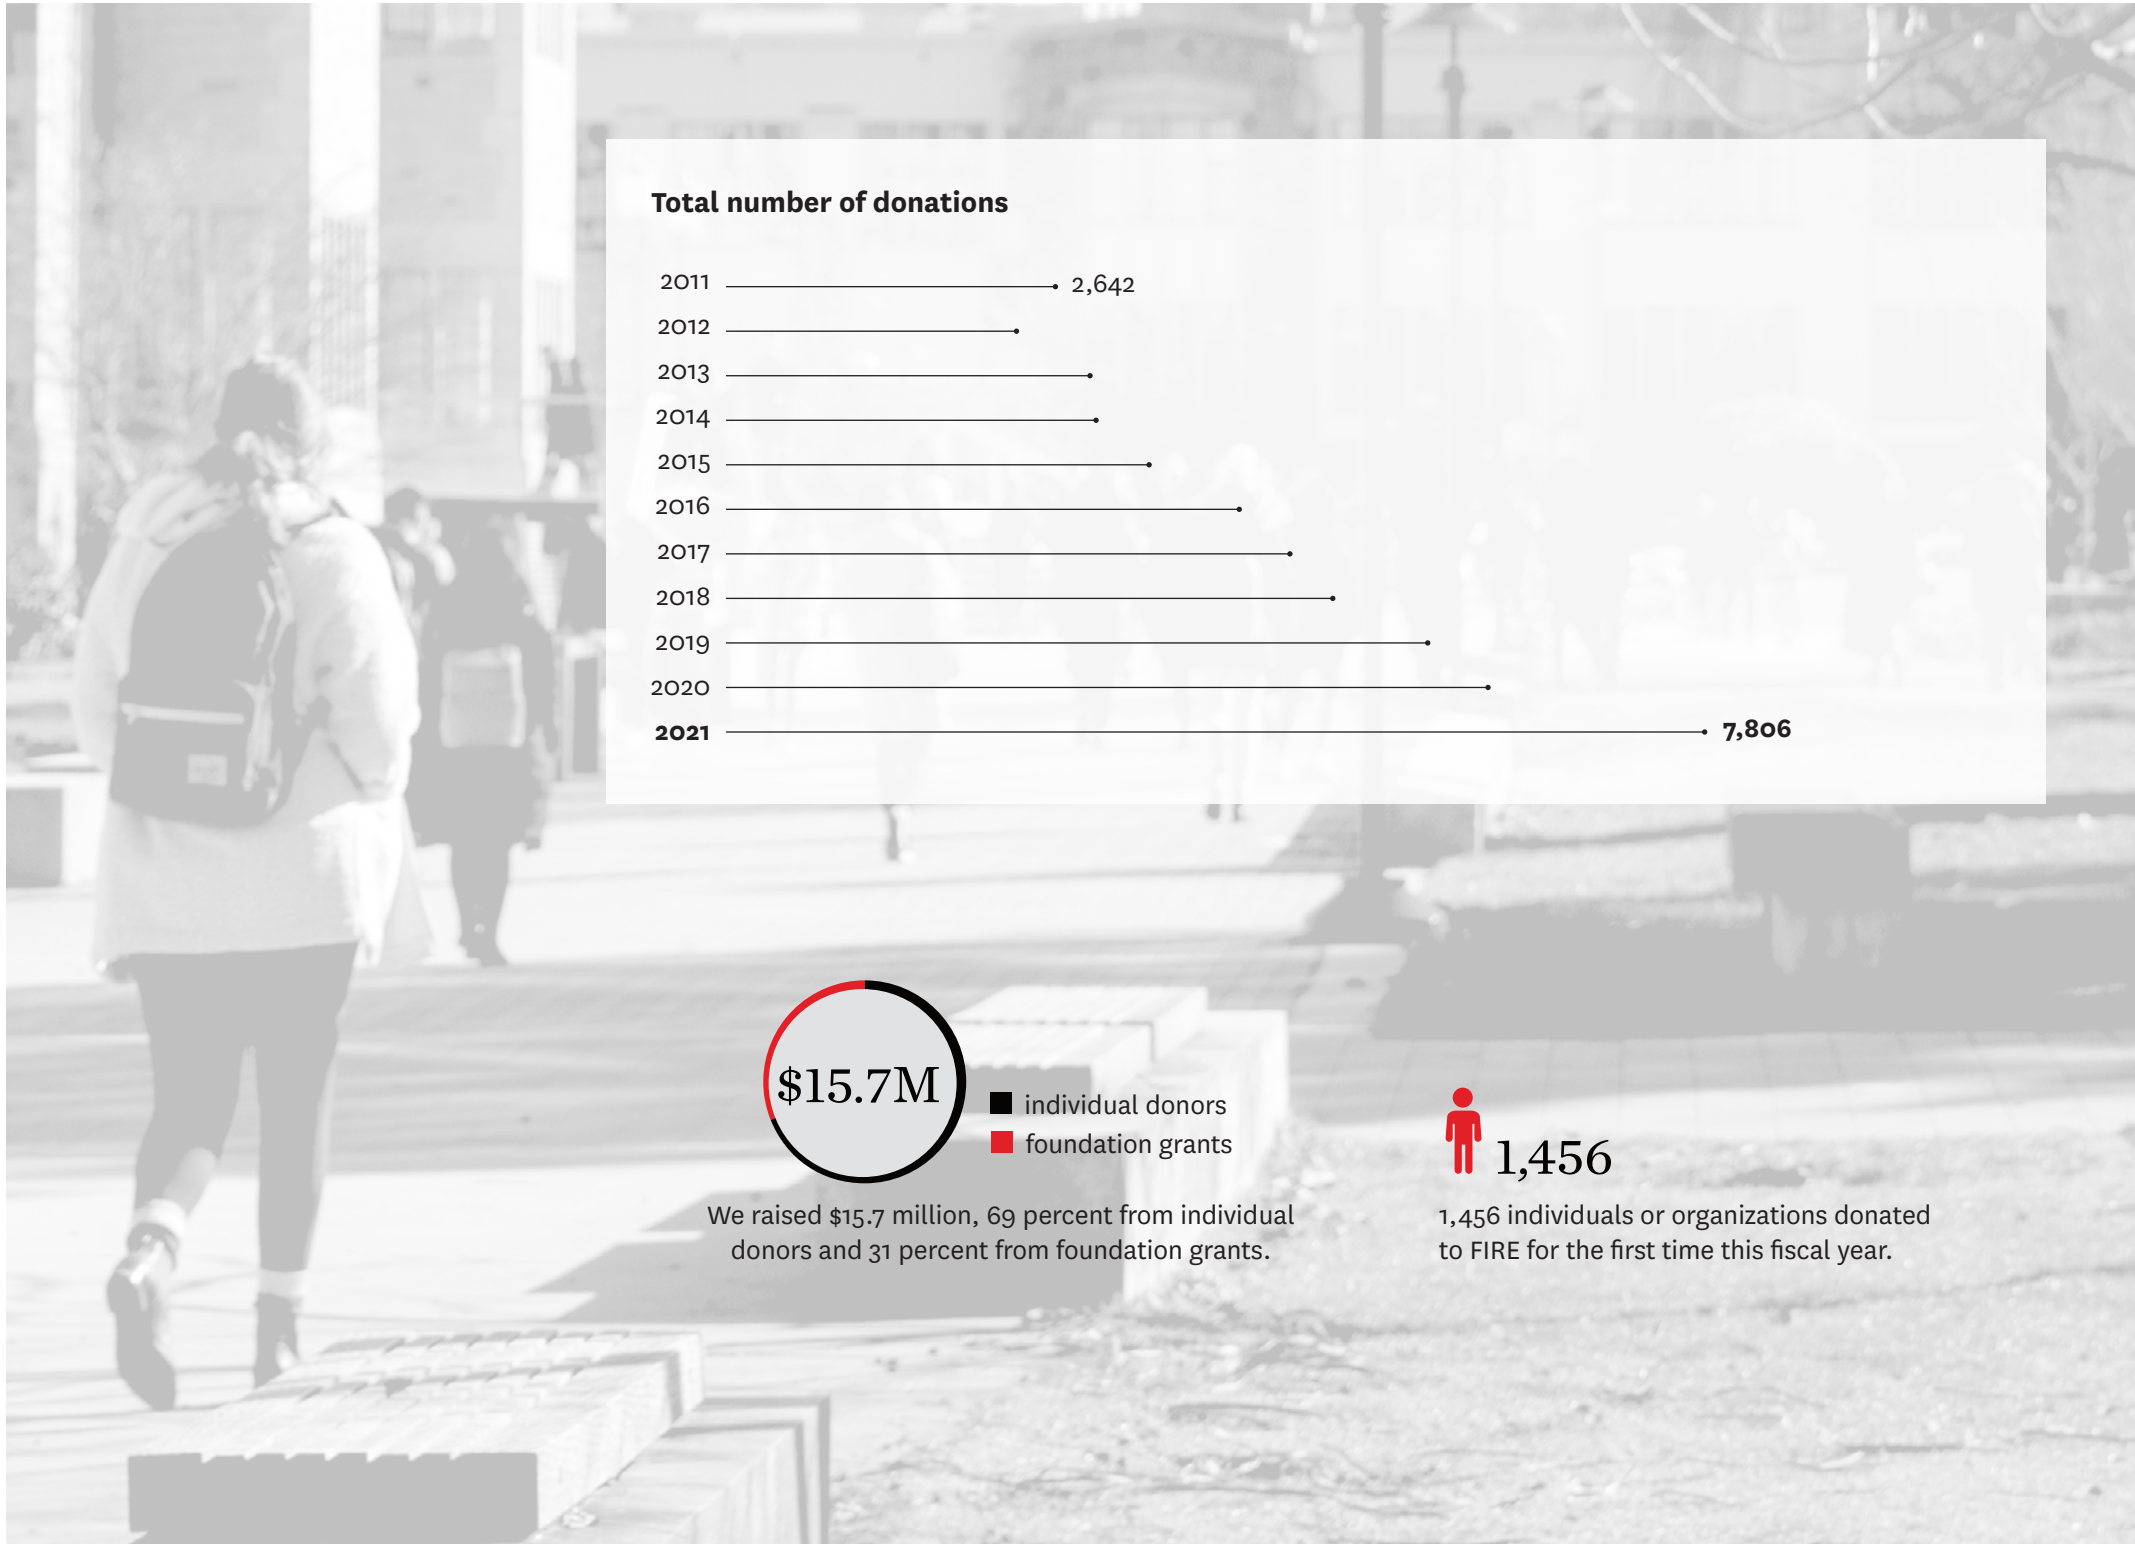 Total number of donations
2011 2,642
2012
2013
2014
2015
2016
2017
2018
2019
2020
2021 7,806
$15.7M
individual donors
foundation grants
We raised $15.7 million, 69 percent from individual
donors and 31 percent from foundation grants.
1,456
1,456 individuals or organizations donated
to FIRE for the first time this fiscal year.